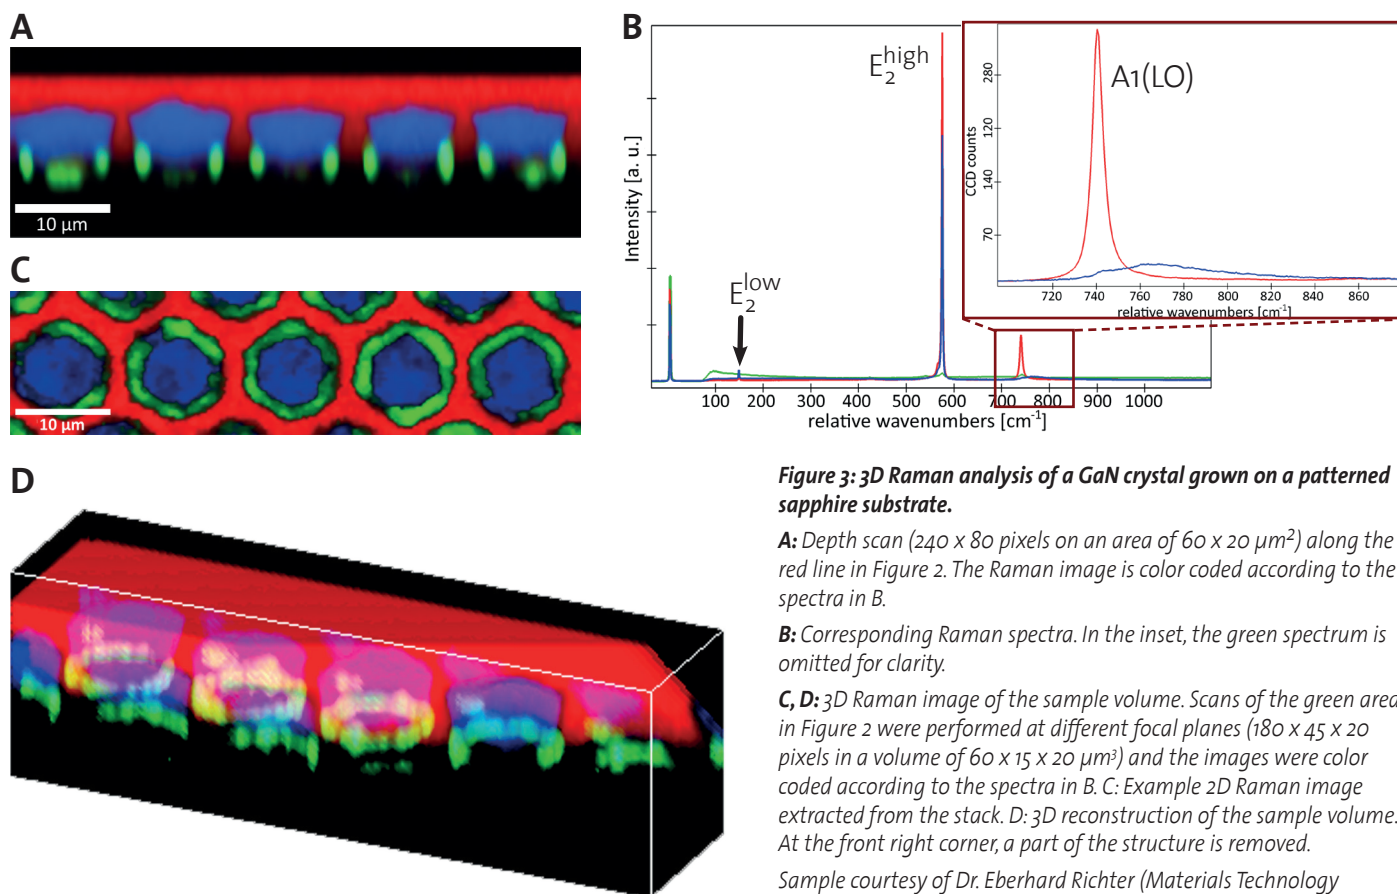 A
10 µm
C
10 µm
B
E2high
E2low
Intensity [a. u.]
100 200 300 400 500 600 700 800 900 1000
relative wavenumbers [cm-1]
A1(LO)
CCD counts
280
120
140
70
720 740 760 780 800 820 840 860
relative wavenumbers [cm-1]
D
Figure 3: 3D Raman analysis of a GaN crystal grown on a patterned
sapphire substrate.
A: Depth scan (240 x 80 pixels on an area of 60 x 20 µm²) along the
red line in Figure 2. The Raman image is color coded according to the
spectra in B.
B: Corresponding Raman spectra. In the inset, the green spectrum is
omitted for clarity.
C, D: 3D Raman image of the sample volume. Scans of the green area
in Figure 2 were performed at different focal planes (180 x 45 x 20
pixels in a volume of 60 x 15 x 20 µm³) and the images were color
coded according to the spectra in B. C: Example 2D Raman image
extracted from the stack. D: 3D reconstruction of the sample volume.
At the front right corner, a part of the structure is removed.
Sample courtesy of Dr. Eberhard Richter (Materials Technology